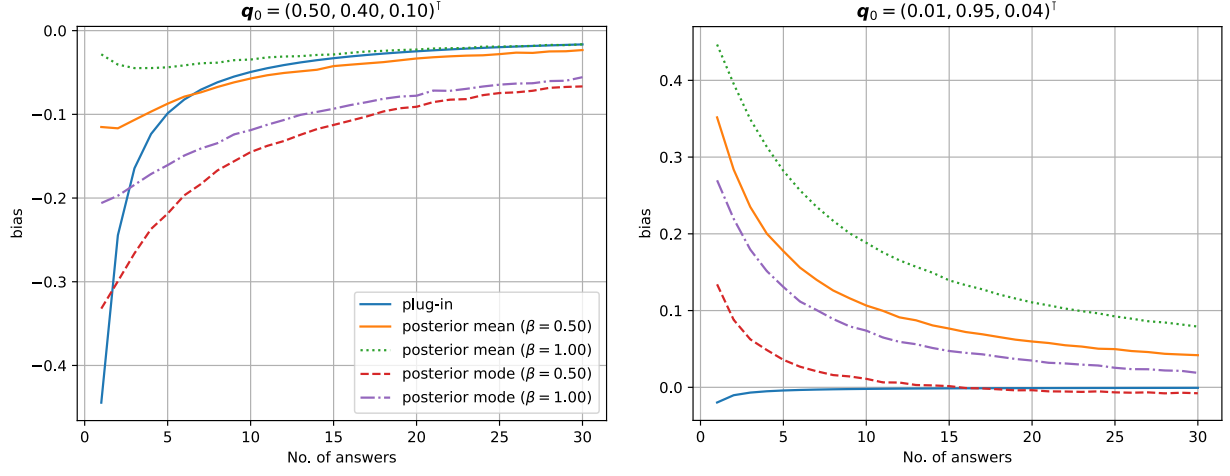 q₀ = (0.50, 0.40, 0.10)ᵀ
0.0
−0.1
−0.2
−0.3
−0.4
bias
0 5 10 15 20 25 30
No. of answers
plug-in
posterior mean (β = 0.50)
posterior mean (β = 1.00)
posterior mode (β = 0.50)
posterior mode (β = 1.00)
q₀ = (0.01, 0.95, 0.04)ᵀ
0.4
0.3
0.2
0.1
0.0
bias
0 5 10 15 20 25 30
No. of answers